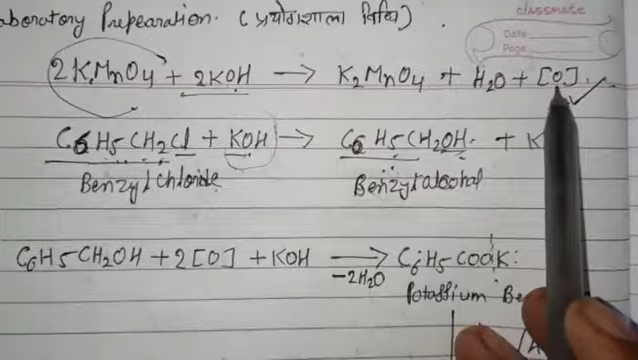 classmate
Date
Page
Laboratory Preparation. (प्रयोगशाला विधि)
2KMnO4 + 2KOH → K2MnO4 + H2O + [O].
C6H5CH2Cl + KOH → C6H5CH2OH. + K
Benzyl chloride Benzyl alcohol
C6H5CH2OH + 2[O] + KOH → C6H5COOK:
-2H2O
Potassium Be